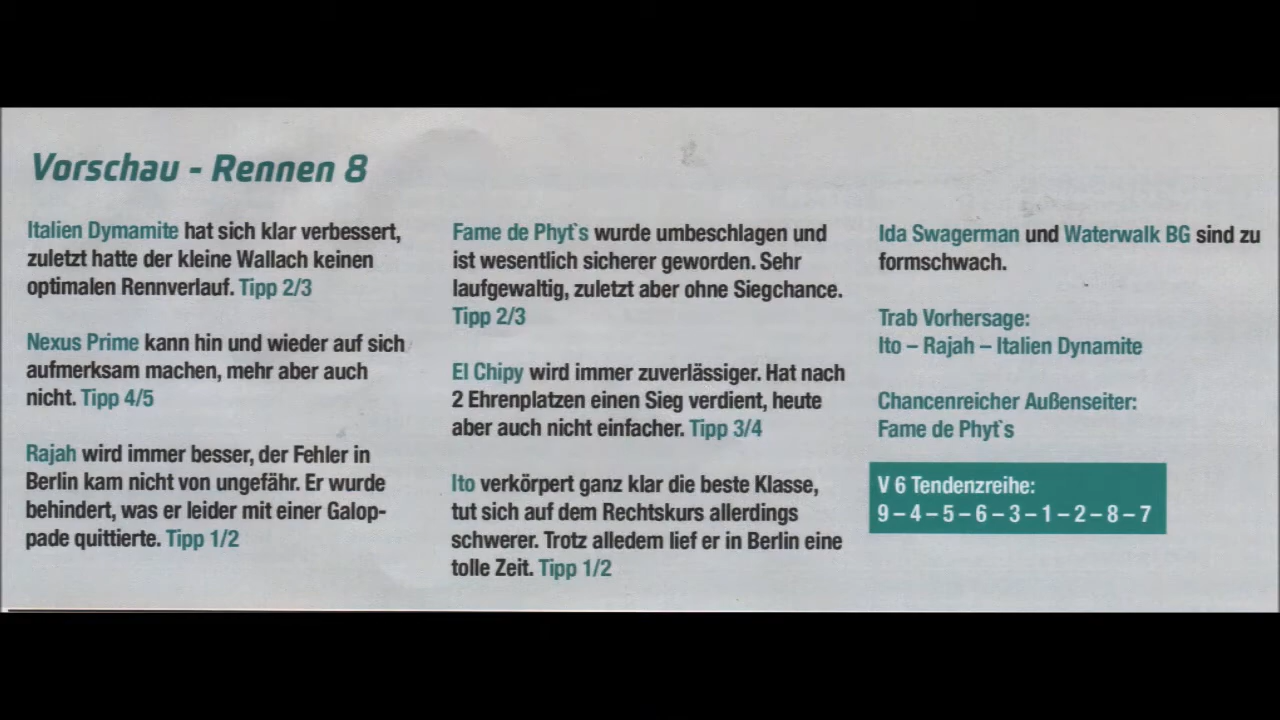 Vorschau - Rennen 8
Italien Dymamite hat sich klar verbessert,
zuletzt hatte der kleine Wallach keinen
optimalen Rennverlauf. Tipp 2/3
Nexus Prime kann hin und wieder auf sich
aufmerksam machen, mehr aber auch
nicht. Tipp 4/5
Rajah wird immer besser, der Fehler in
Berlin kam nicht von ungefähr. Er wurde
behindert, was er leider mit einer Galop-
pade quittierte. Tipp 1/2
Fame de Phyt`s wurde umbeschlagen und
ist wesentlich sicherer geworden. Sehr
laufgewaltig, zuletzt aber ohne Siegchance.
Tipp 2/3
El Chipy wird immer zuverlässiger. Hat nach
2 Ehrenplatzen einen Sieg verdient, heute
aber auch nicht einfacher. Tipp 3/4
Ito verkörpert ganz klar die beste Klasse,
tut sich auf dem Rechtskurs allerdings
schwerer. Trotz alledem lief er in Berlin eine
tolle Zeit. Tipp 1/2
Ida Swagerman und Waterwalk BG sind zu
formschwach.
Trab Vorhersage:
Ito – Rajah – Italien Dynamite
Chancenreicher Außenseiter:
Fame de Phyt`s
V 6 Tendenzreihe:
9 – 4 – 5 – 6 – 3 – 1 – 2 – 8 – 7